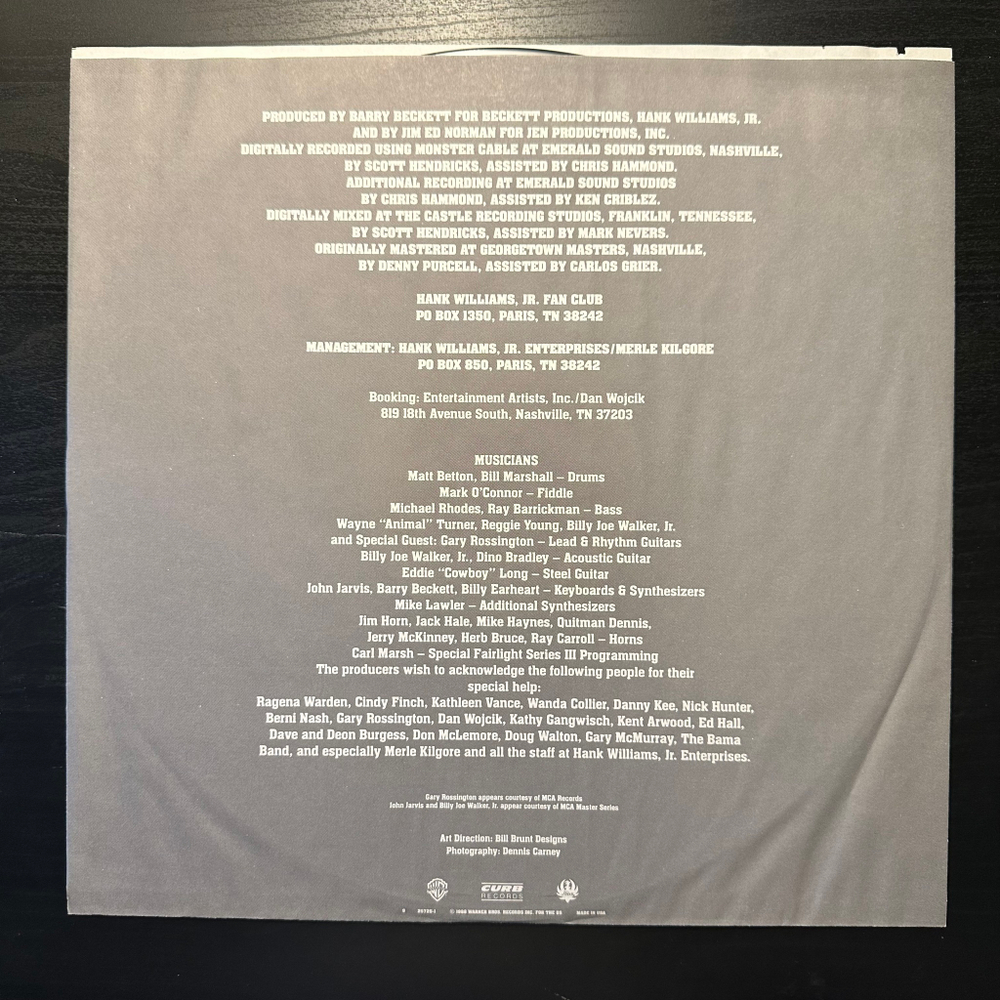 PRODUCED BY BARRY BECKETT FOR BECKETT PRODUCTIONS, HANK WILLIAMS, JR.
AND BY JIM ED NORMAN FOR JEN PRODUCTIONS, INC.
DIGITALLY RECORDED USING MONSTER CABLE AT EMERALD SOUND STUDIOS, NASHVILLE,
BY SCOTT HENDRICKS, ASSISTED BY CHRIS HAMMOND.
ADDITIONAL RECORDING AT EMERALD SOUND STUDIOS
BY CHRIS HAMMOND, ASSISTED BY KEN CRIBLEZ.
DIGITALLY MIXED AT THE CASTLE RECORDING STUDIOS, FRANKLIN, TENNESSEE,
BY SCOTT HENDRICKS, ASSISTED BY MARK NEVERS.
ORIGINALLY MASTERED AT GEORGETOWN MASTERS, NASHVILLE,
BY DENNY PURCELL, ASSISTED BY CARLOS GRIER.
HANK WILLIAMS, JR. FAN CLUB
PO BOX 1350, PARIS, TN 38242
MANAGEMENT: HANK WILLIAMS, JR. ENTERPRISES/MERLE KILGORE
PO BOX 850, PARIS, TN 38242
Booking: Entertainment Artists, Inc./Dan Wojcik
819 18th Avenue South, Nashville, TN 37203
MUSICIANS
Matt Betton, Bill Marshall – Drums
Mark O'Connor – Fiddle
Michael Rhodes, Ray Barrickman – Bass
Wayne "Animal" Turner, Reggie Young, Billy Joe Walker, Jr.
and Special Guest: Gary Rossington – Lead & Rhythm Guitars
Billy Joe Walker, Jr., Dino Bradley – Acoustic Guitar
Eddie "Cowboy" Long – Steel Guitar
John Jarvis, Barry Beckett, Billy Earheart – Keyboards & Synthesizers
Mike Lawler – Additional Synthesizers
Jim Horn, Jack Hale, Mike Haynes, Quitman Dennis,
Jerry McKinney, Herb Bruce, Ray Carroll – Horns
Carl Marsh – Special Fairlight Series III Programming
The producers wish to acknowledge the following people for their
special help:
Ragena Warden, Cindy Finch, Kathleen Vance, Wanda Collier, Danny Kee, Nick Hunter,
Berni Nash, Gary Rossington, Dan Wojcik, Kathy Gangwisch, Kent Arwood, Ed Hall,
Dave and Deon Burgess, Don McLemore, Doug Walton, Gary McMurray, The Bama
Band, and especially Merle Kilgore and all the staff at Hank Williams, Jr. Enterprises.
Gary Rossington appears courtesy of MCA Records
John Jarvis and Billy Joe Walker, Jr. appear courtesy of MCA Master Series
Art Direction: Bill Brunt Designs
Photography: Dennis Carney
CURB
RECORDS
WARNER BROS. RECORDS INC. FOR THE US MADE IN USA